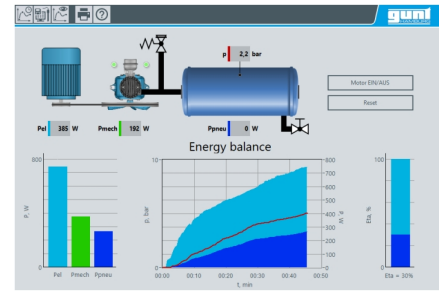 gunt
p 2,2 bar
Motor EIN/AUS
Reset
Pel 385 W Pmech 192 W Ppneu 0 W
Energy balance
800 10 800 100
700
600
500
400
300
200
100
P, W p, bar P, W Eta, %
0 0 0 0
00:00 00:10 00:20 00:30 00:40 00:50
Pel Pmech Ppneu t, min Eta = 30%